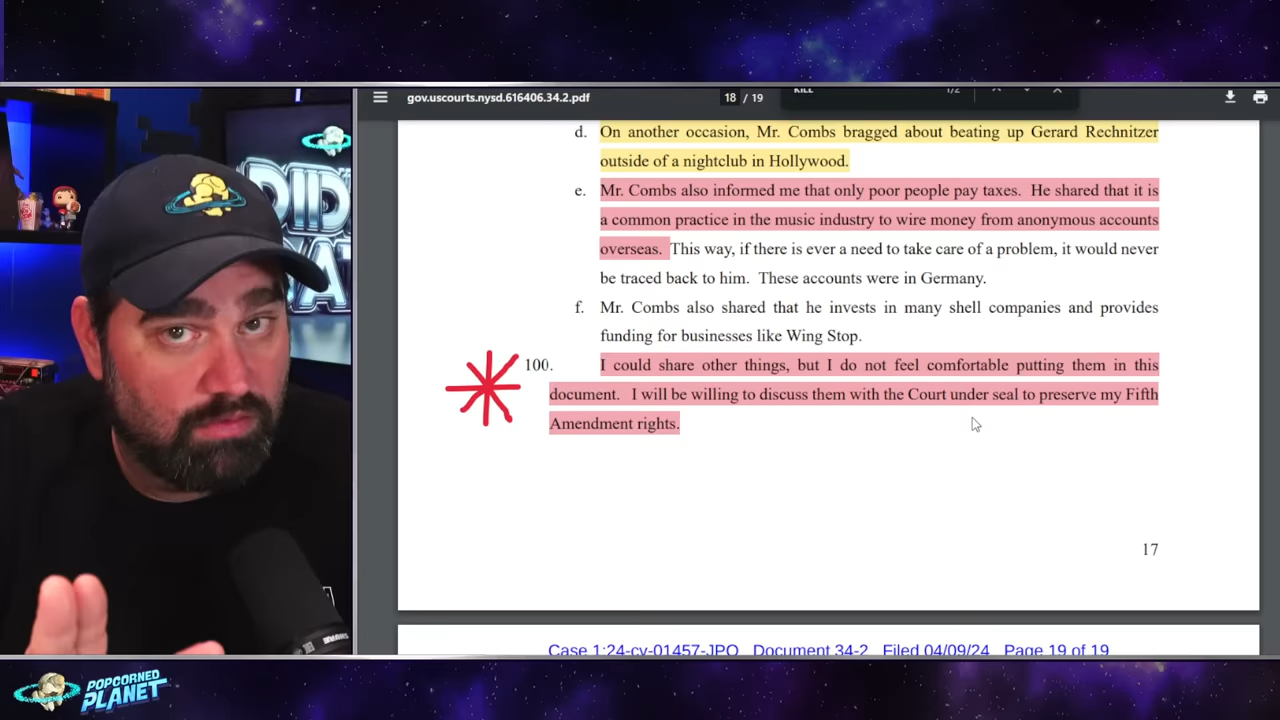 gov.uscourts.nysd.616406.34.2.pdf
18 / 19
KILL
1/2
d. On another occasion, Mr. Combs bragged about beating up Gerard Rechnitzer
outside of a nightclub in Hollywood.
e. Mr. Combs also informed me that only poor people pay taxes. He shared that it is
a common practice in the music industry to wire money from anonymous accounts
overseas. This way, if there is ever a need to take care of a problem, it would never
be traced back to him. These accounts were in Germany.
f. Mr. Combs also shared that he invests in many shell companies and provides
funding for businesses like Wing Stop.
100. I could share other things, but I do not feel comfortable putting them in this
document. I will be willing to discuss them with the Court under seal to preserve my Fifth
Amendment rights.
17
Case 1:24-cv-01457-JPO Document 34-2 Filed 04/09/24 Page 19 of 19
POPCORNED
PLANET